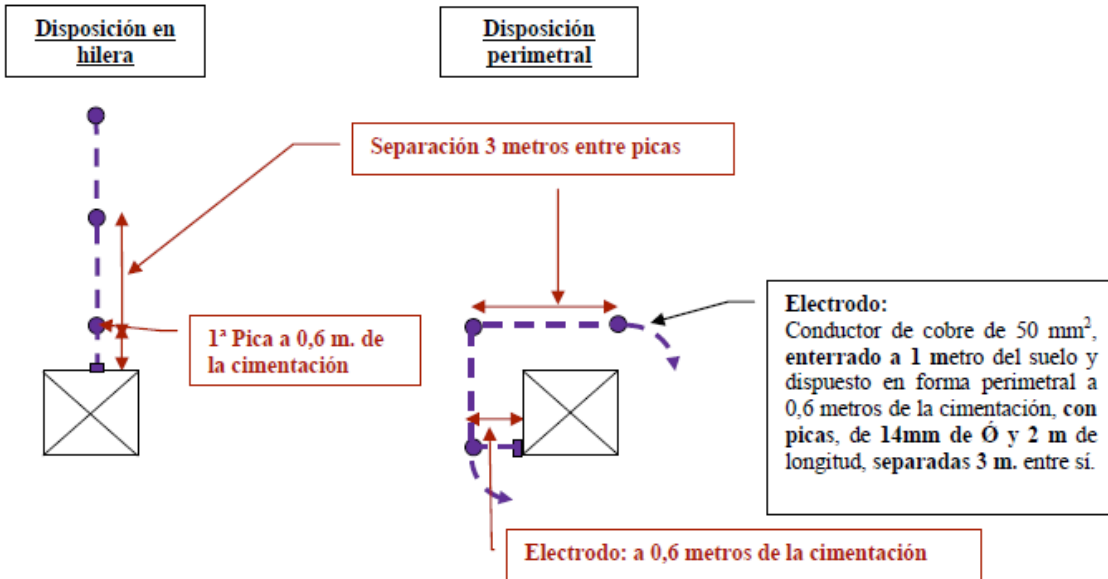 Disposición en
hilera
Disposición
perimetral
Separación 3 metros entre picas
1ª Pica a 0,6 m. de
la cimentación
Electrodo:
Conductor de cobre de 50 mm²,
enterrado a 1 metro del suelo y
dispuesto en forma perimetral a
0,6 metros de la cimentación, con
picas, de 14mm de Ó y 2 m de
longitud, separadas 3 m. entre sí.
Electrodo: a 0,6 metros de la cimentación